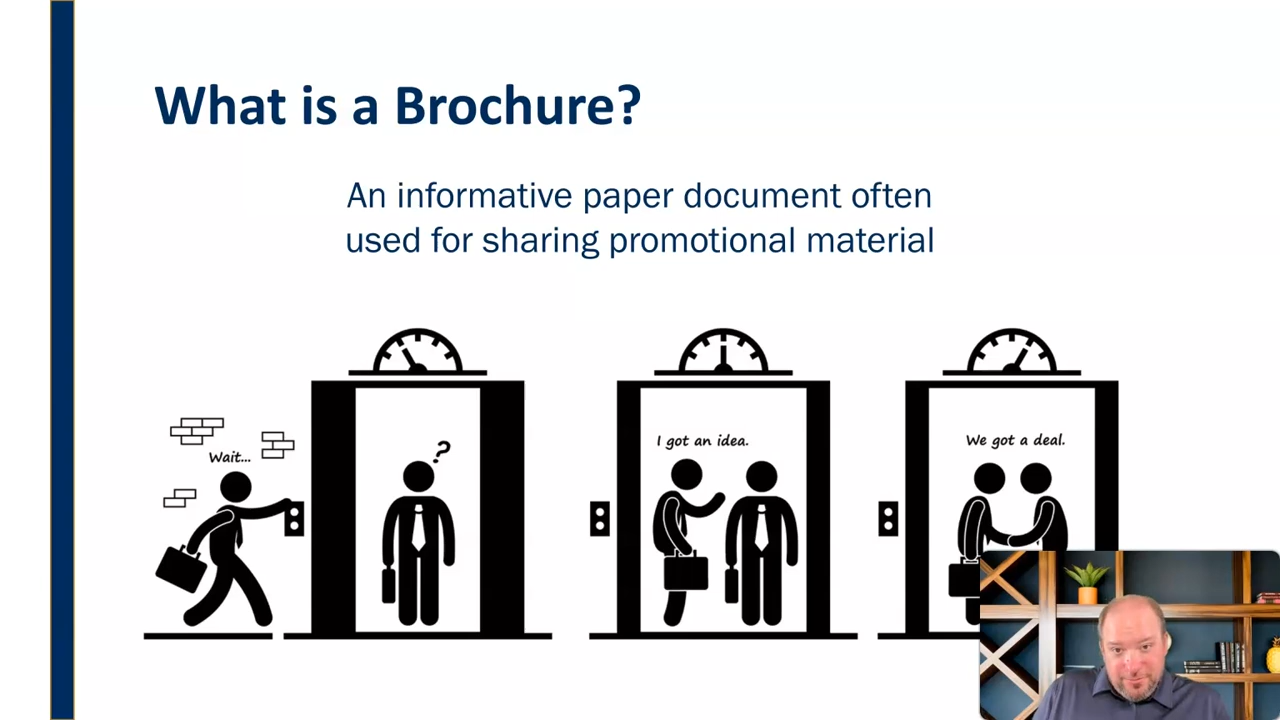 What is a Brochure?
An informative paper document often
used for sharing promotional material
Wait...
?
I got an idea.
We got a deal.